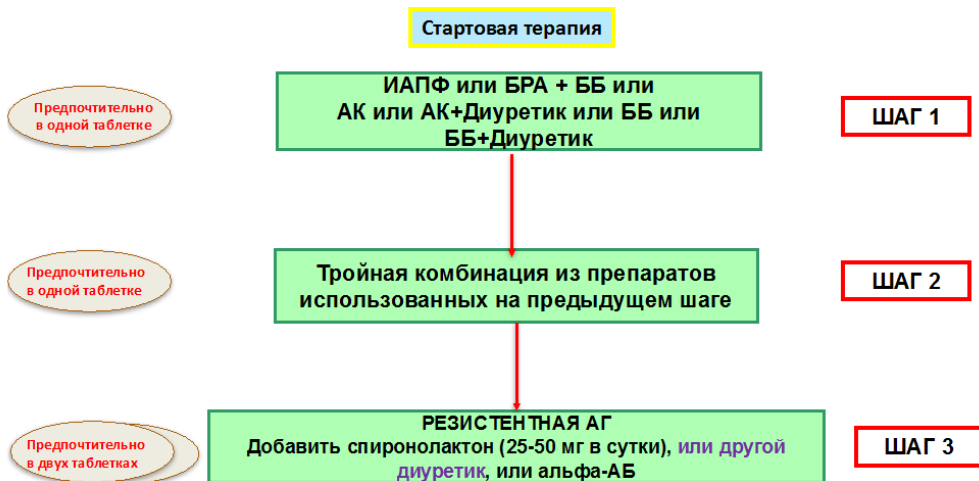 Стартовая терапия
Предпочтительно
в одной таблетке
ИАПФ или БРА + ББ или
АК или АК+Диуретик или ББ или
ББ+Диуретик
ШАГ 1
Предпочтительно
в одной таблетке
Тройная комбинация из препаратов
использованных на предыдущем шаге
ШАГ 2
Предпочтительно
в двух таблетках
РЕЗИСТЕНТНАЯ АГ
Добавить спиронолактон (25-50 мг в сутки), или другой
диуретик, или альфа-АБ
ШАГ 3